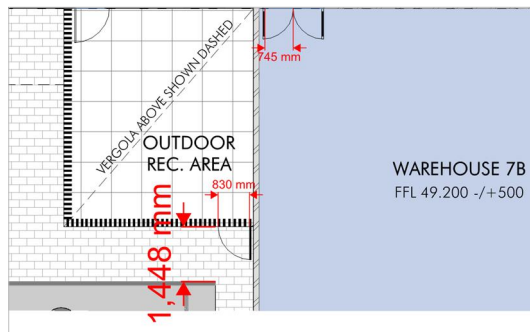 745 mm
VERGOLA ABOVE SHOWN DASHED
OUTDOOR
REC. AREA
WAREHOUSE 7B
FFL 49.200 -/+500
830 mm
1,448 mm